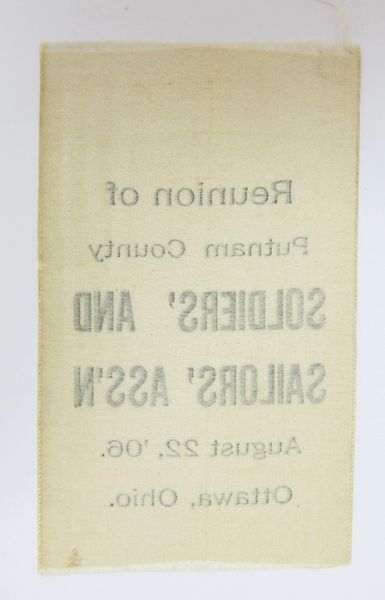 Reunion of
Putnam County
SOLDIERS' AND
SAILORS' ASS'N
August 22, '06.
Ottawa, Ohio.